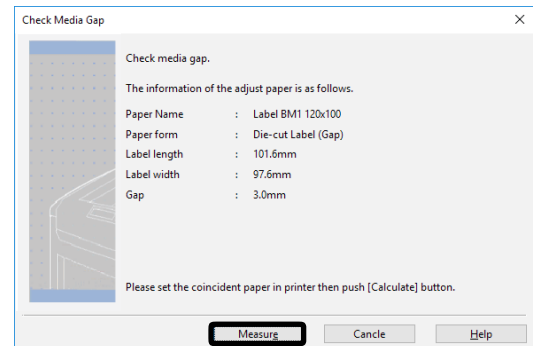 Check Media Gap
Check media gap.
The information of the adjust paper is as follows.
Paper Name : Label BM1 120x100
Paper form : Die-cut Label (Gap)
Label length : 101.6mm
Label width : 97.6mm
Gap : 3.0mm
Please set the coincident paper in printer then push [Calculate] button.
Measure Cancle Help